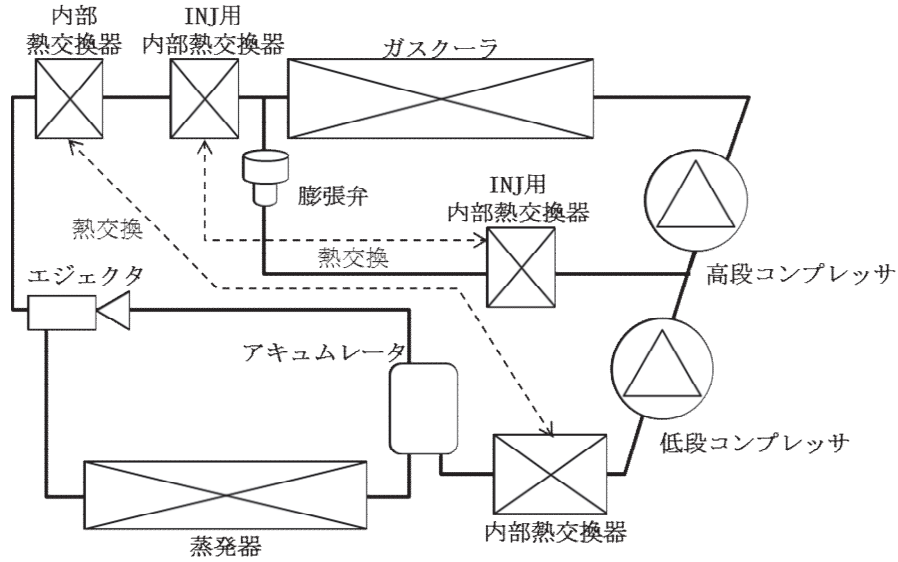 内部
熱交換器
INJ用
内部熱交換器
ガスクーラ
膨張弁
INJ用
内部熱交換器
熱交換
熱交換
高段コンプレッサ
エジェクタ
アキュムレータ
低段コンプレッサ
内部熱交換器
蒸発器